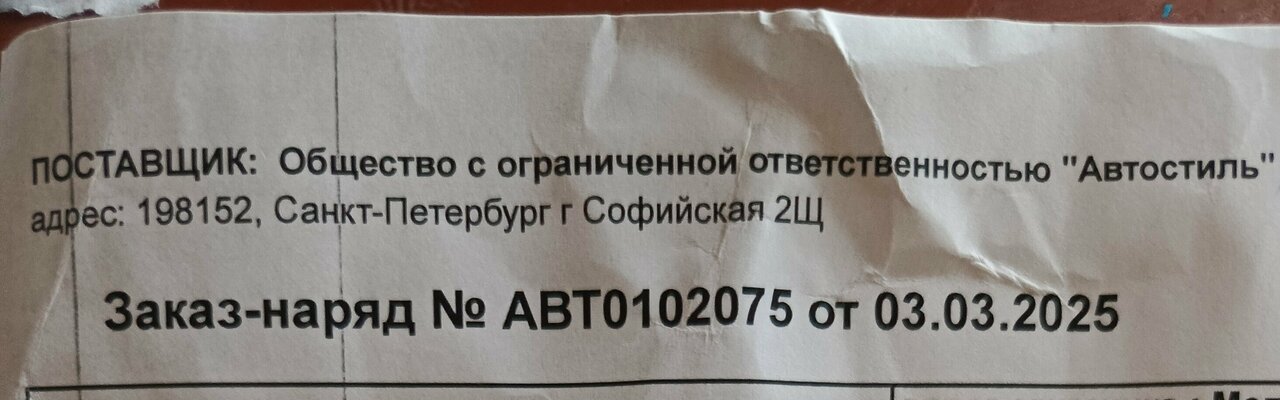 ПОСТАВЩИК: Общество с ограниченной ответственностью "Автостиль"
адрес: 198152, Санкт-Петербург г Софийская 2Щ
Заказ-наряд № АВТ0102075 от 03.03.2025